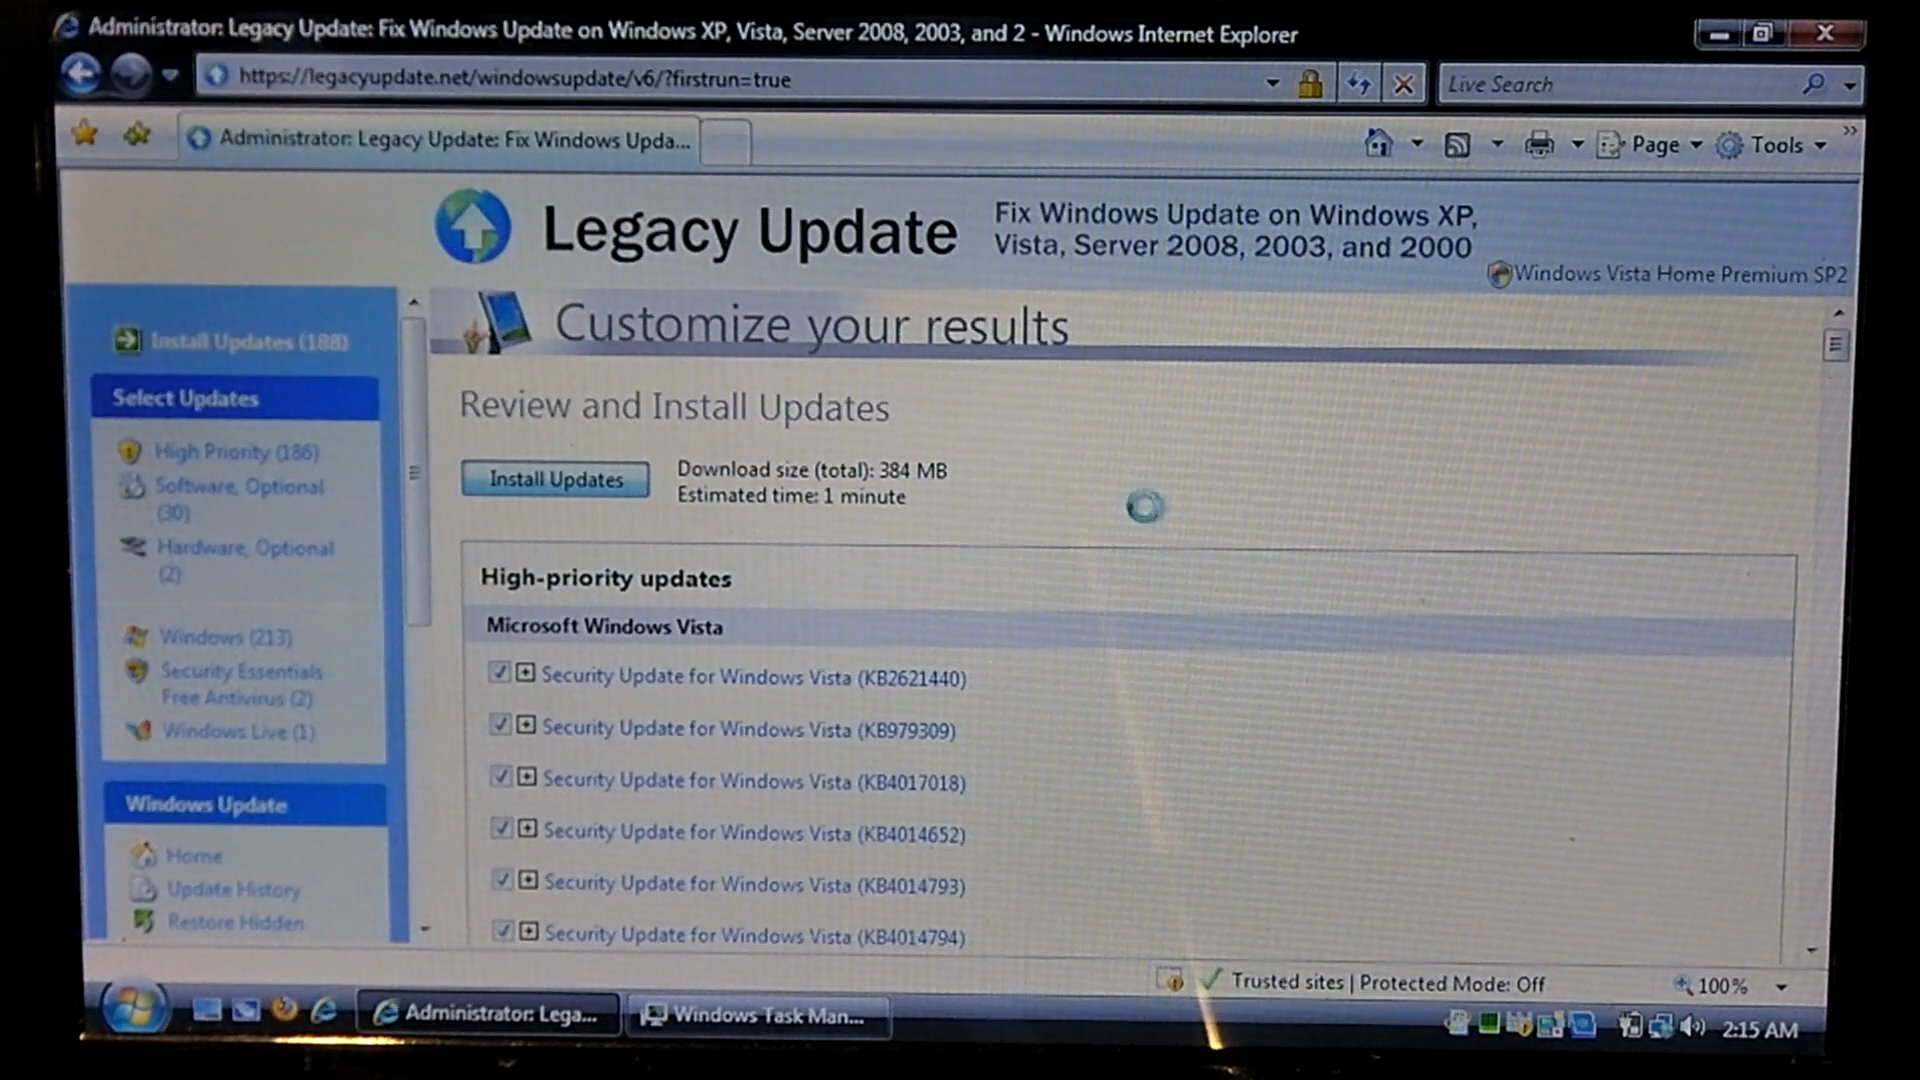 Administrator: Legacy Update: Fix Windows Update on Windows XP, Vista, Server 2008, 2003, and 2 - Windows Internet Explorer
https://legacyupdate.net/windowsupdate/v6/?firstrun=true
Live Search
Administrator: Legacy Update: Fix Windows Upda...
Page
Tools
Legacy Update
Fix Windows Update on Windows XP,
Vista, Server 2008, 2003, and 2000
Windows Vista Home Premium SP2
Install Updates (188)
Select Updates
High Priority (186)
Software, Optional
(30)
Hardware, Optional
(2)
Windows (213)
Security Essentials
Free Antivirus (2)
Windows Live (1)
Windows Update
Home
Update History
Restore Hidden
Customize your results
Review and Install Updates
Install Updates
Download size (total): 384 MB
Estimated time: 1 minute
High-priority updates
Microsoft Windows Vista
Security Update for Windows Vista (KB2621440)
Security Update for Windows Vista (KB979309)
Security Update for Windows Vista (KB4017018)
Security Update for Windows Vista (KB4014652)
Security Update for Windows Vista (KB4014793)
Security Update for Windows Vista (KB4014794)
Trusted sites | Protected Mode: Off
100%
Administrator: Lega...
Windows Task Man...
2:15 AM